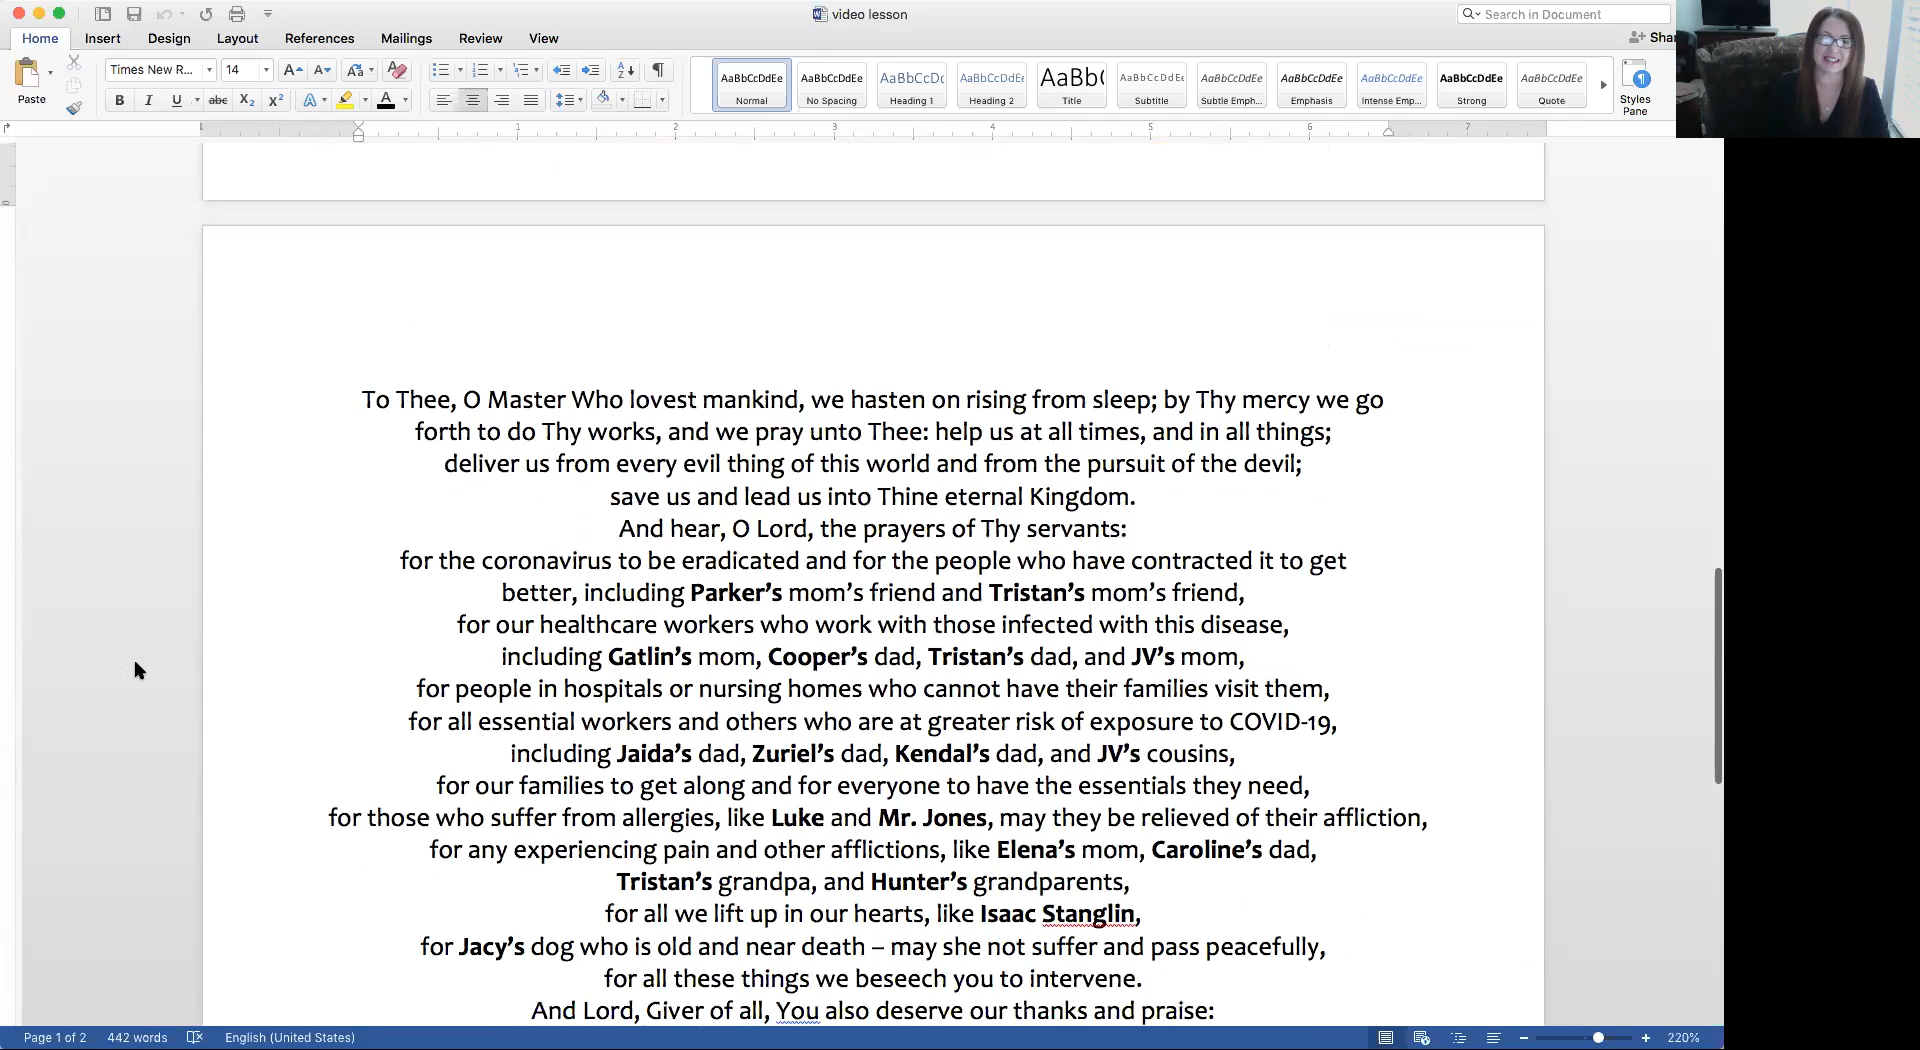 video lesson
Search in Document
Home Insert Design Layout References Mailings Review View
Shar
Paste
Times New R... 14
AaBbCcDdEe AaBbCcDdEe AaBbCcDc AaBbCcDdEe AaBb( AaBbCcDdEe AaBbCcDdEe AaBbCcDdEe AaBbCcDdEe AaBbCcDdEe AaBbCcDdEe
Normal No Spacing Heading 1 Heading 2 Title Subtitle Subtle Emph... Emphasis Intense Emp... Strong Quote
Styles
Pane
B I U abc X₂ X² A A
1 1 2 3 4 5 6 7
To Thee, O Master Who lovest mankind, we hasten on rising from sleep; by Thy mercy we go
forth to do Thy works, and we pray unto Thee: help us at all times, and in all things;
deliver us from every evil thing of this world and from the pursuit of the devil;
save us and lead us into Thine eternal Kingdom.
And hear, O Lord, the prayers of Thy servants:
for the coronavirus to be eradicated and for the people who have contracted it to get
better, including Parker’s mom’s friend and Tristan’s mom’s friend,
for our healthcare workers who work with those infected with this disease,
including Gatlin’s mom, Cooper’s dad, Tristan’s dad, and JV’s mom,
for people in hospitals or nursing homes who cannot have their families visit them,
for all essential workers and others who are at greater risk of exposure to COVID-19,
including Jaida’s dad, Zuriel’s dad, Kendal’s dad, and JV’s cousins,
for our families to get along and for everyone to have the essentials they need,
for those who suffer from allergies, like Luke and Mr. Jones, may they be relieved of their affliction,
for any experiencing pain and other afflictions, like Elena’s mom, Caroline’s dad,
Tristan’s grandpa, and Hunter’s grandparents,
for all we lift up in our hearts, like Isaac Stanglin,
for Jacy’s dog who is old and near death – may she not suffer and pass peacefully,
for all these things we beseech you to intervene.
And Lord, Giver of all, You also deserve our thanks and praise:
Page 1 of 2 442 words English (United States) 220%